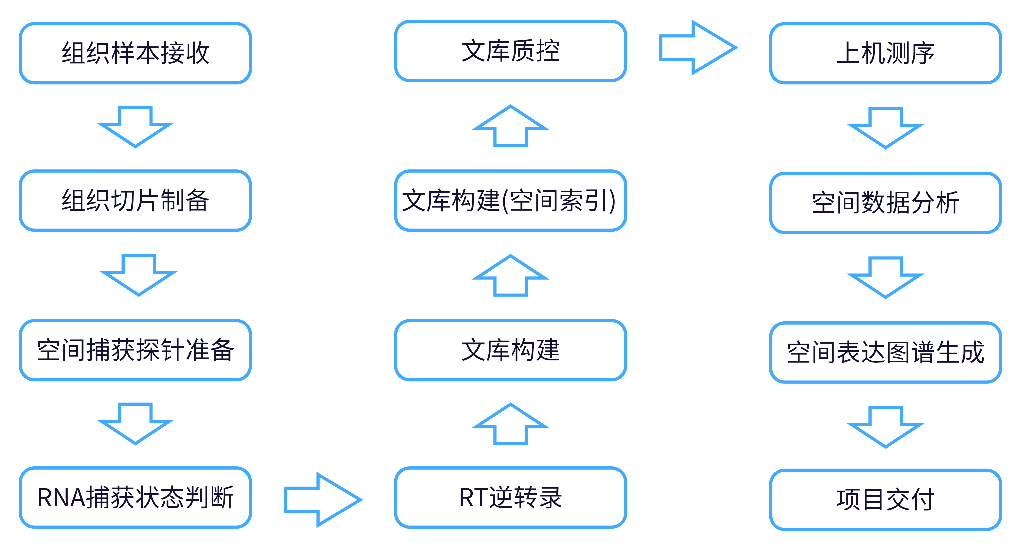 组织样本接收
组织切片制备
空间捕获探针准备
RNA捕获状态判断
RT逆转录
文库构建
文库构建(空间索引)
文库质控
上机测序
空间数据分析
空间表达图谱生成
项目交付